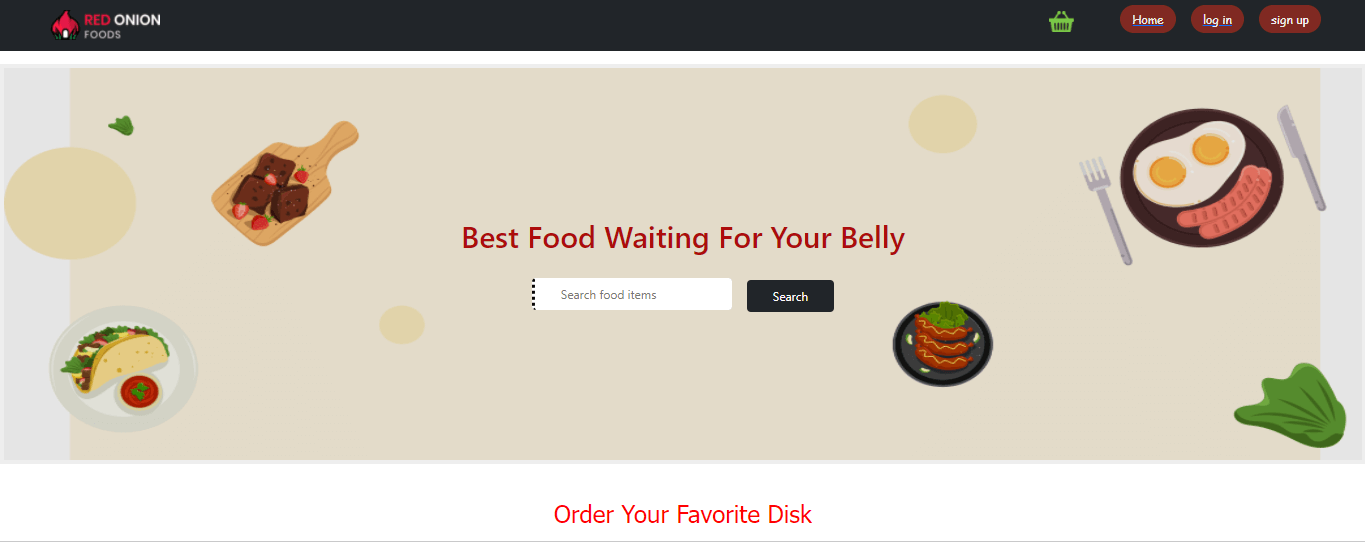 RED ONION
FOODS
Home
log in
sign up
Best Food Waiting For Your Belly
Search food items
Search
Order Your Favorite Disk